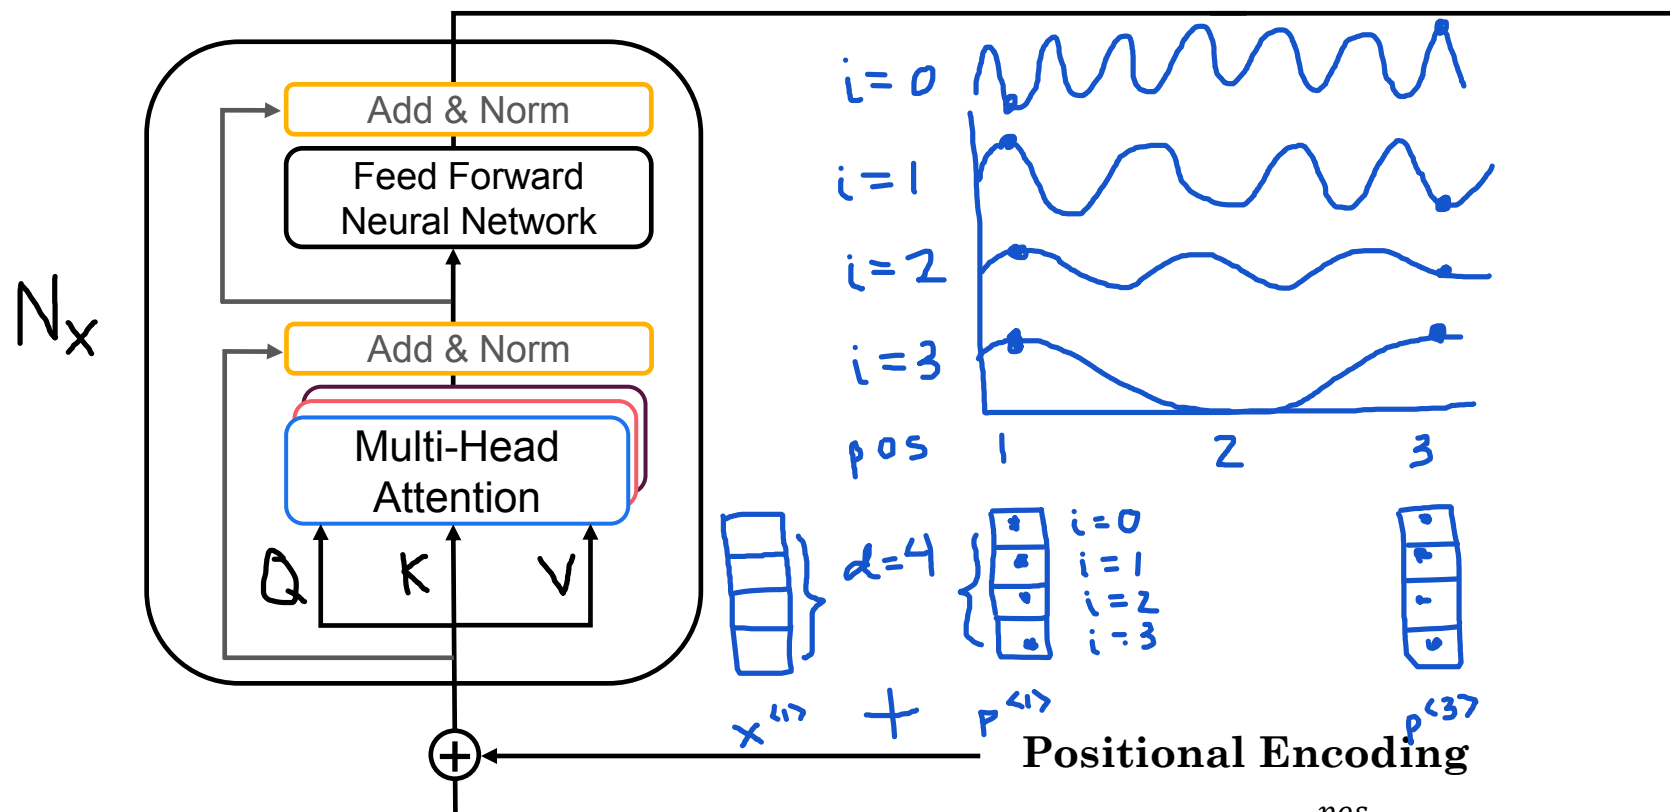 Add & Norm
Feed Forward
Neural Network
N x
Add & Norm
Multi-Head
Attention
Q K V
i = 0
i = 1
i = 2
i = 3
pos 1 2 3
d = 4
i = 0
i = 1
i = 2
i = 3
x<1> + p<1> p<3>
Positional Encoding
pos